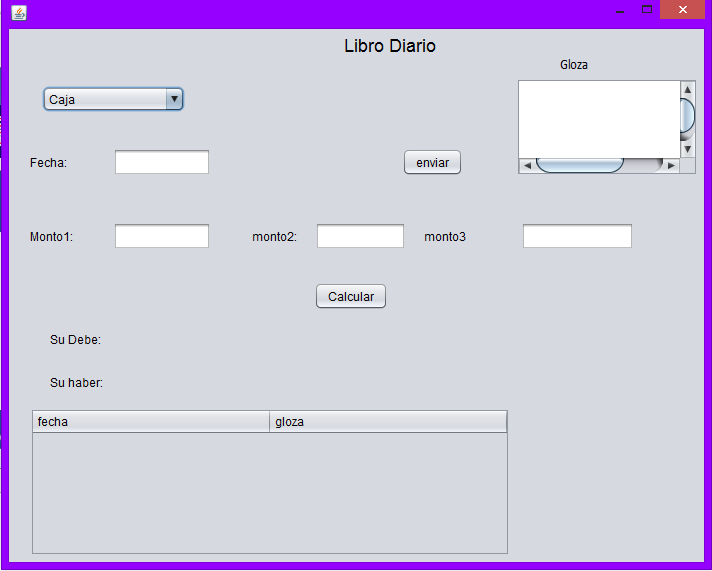 Libro Diario
Gloza
Caja
Fecha:
enviar
Monto1:
monto2:
monto3
Calcular
Su Debe:
Su haber:
fecha gloza